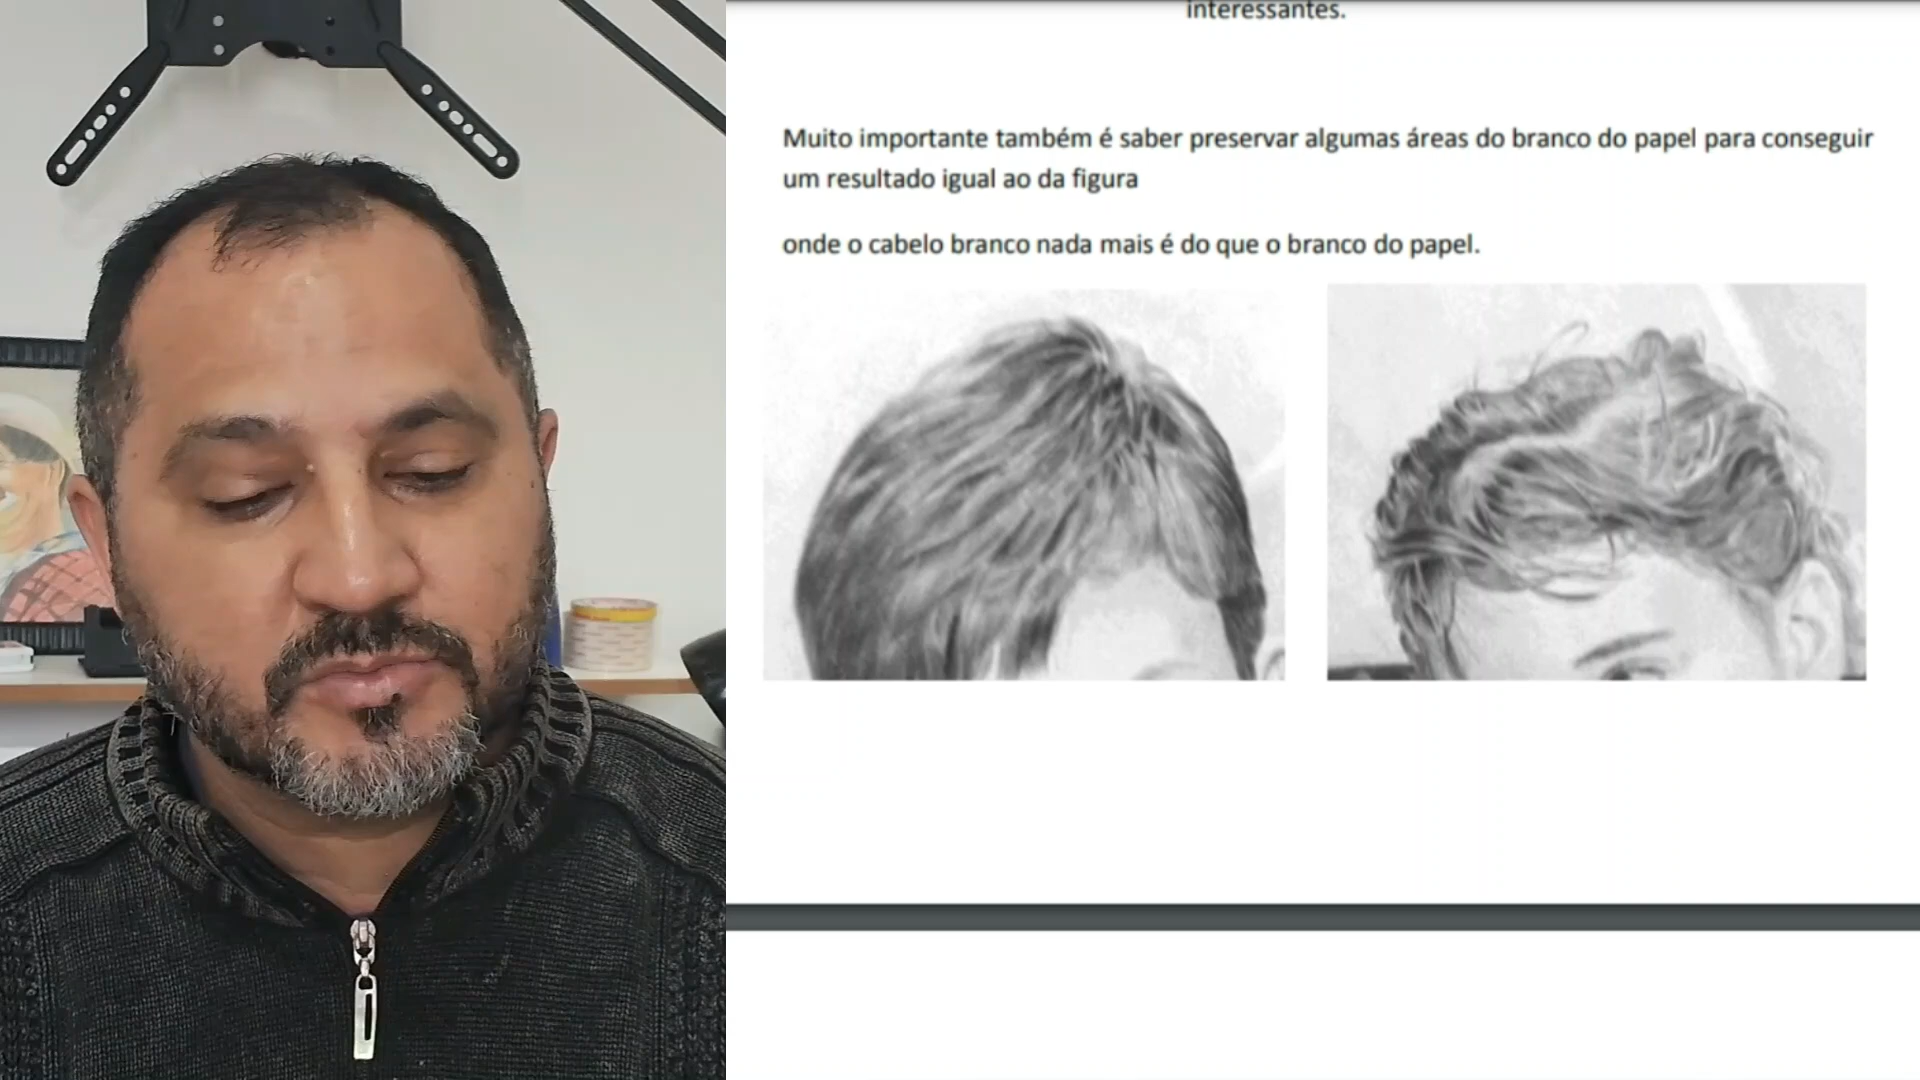 interessantes.
Muito importante também é saber preservar algumas áreas do branco do papel para conseguir
um resultado igual ao da figura
onde o cabelo branco nada mais é do que o branco do papel.